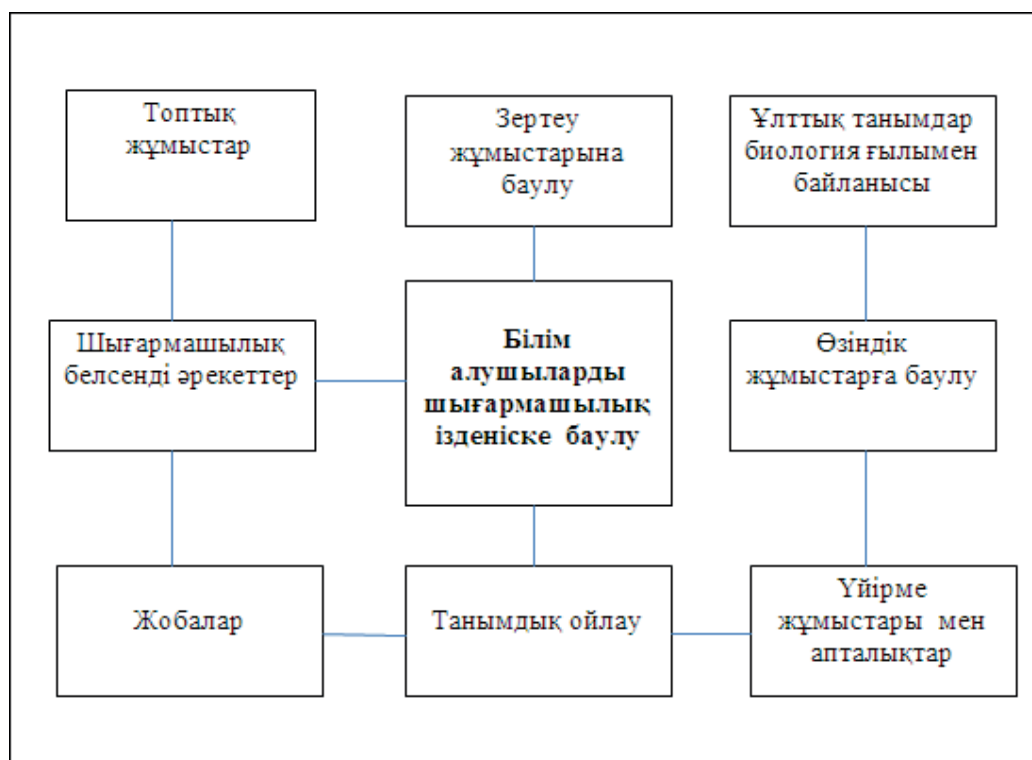 Топтық
жұмыстар
Зертеу
жұмыстарына
баулу
Ұлттық танымдар
биология ғылымен
байланысы
Шығармашылық
белсенді әрекеттер
Білім
алушыларды
шығармашылық
ізденіске баулу
Өзіндік
жұмыстарға баулу
Жобалар
Танымдық ойлау
Үйірме
жұмыстары мен
апталықтар